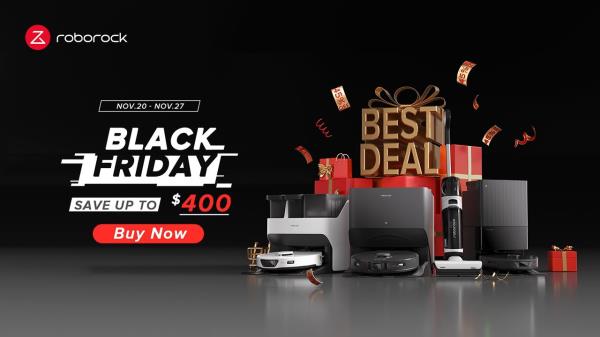 roborock
NOV.20 - NOV.27
BLACK
FRIDAY
SAVE UP TO $400
Buy Now
BEST
DEAL